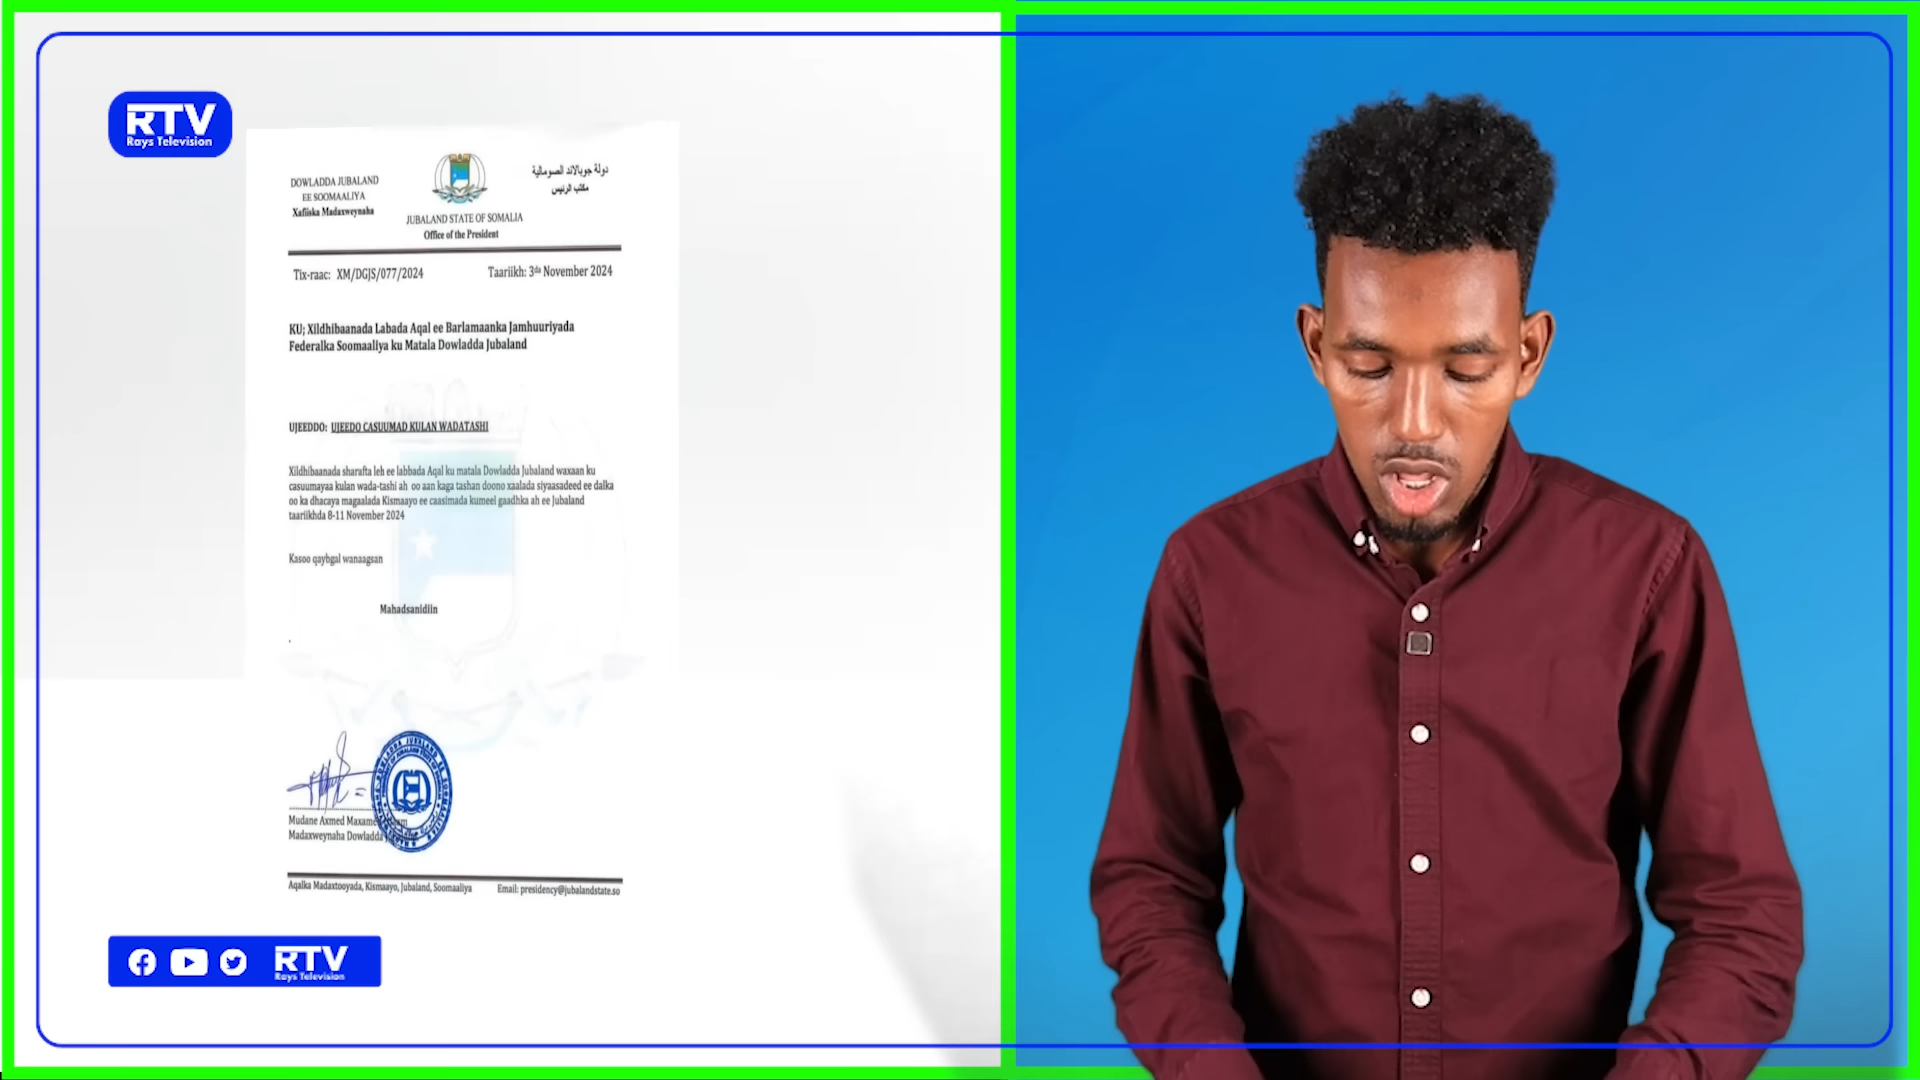 RTV
Rays Television
DOWLADDA JUBALAND
EE SOOMAALIYA
Xafiiska Madaxweynaha
دولة جوبالاند الصومالية
مكتب الرئيس
JUBALAND STATE OF SOMALIA
Office of the President
Tix-raac: XM/DGJS/077/2024 Taariikh: 3da November 2024
KU; Xildhibaanada Labada Aqal ee Barlamaanka Jamhuuriyada
Federalka Soomaaliya ku Matala Dowladda Jubaland
UJEEDDO: UJEEDO CASUUMAD KULAN WADATASHI
Xildhibaanada sharafta leh ee labbada Aqal ku matala Dowladda Jubaland waxaan ku
casuumayaa kulan wada-tashi ah oo aan kaga tashan doono xaalada siyaasadeed ee dalka
oo ka dhacaya magaalada Kismaayo ee caasimada kumeel gaadhka ah ee Jubaland
taariikhda 8-11 November 2024
Kasoo qaybgal wanaagsan
Mahadsanidiin
Mudane Axmed
Madaxweynaha Dowladda
Aqalka Madaxtooyada, Kismaayo, Jubaland, Soomaaliya Email: presidency@jubalandstate.so
RTV
Rays Television